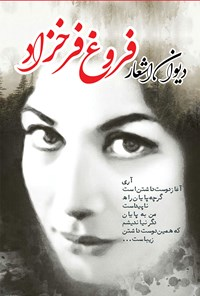 دیوان اشعار فروغ فرخزاد
آری
آغاز دوست داشتن است
گرچه پایان راه
ناپیداست
من به پایان
دگر نیاندیشم
که همین دوست داشتن
زیباست...